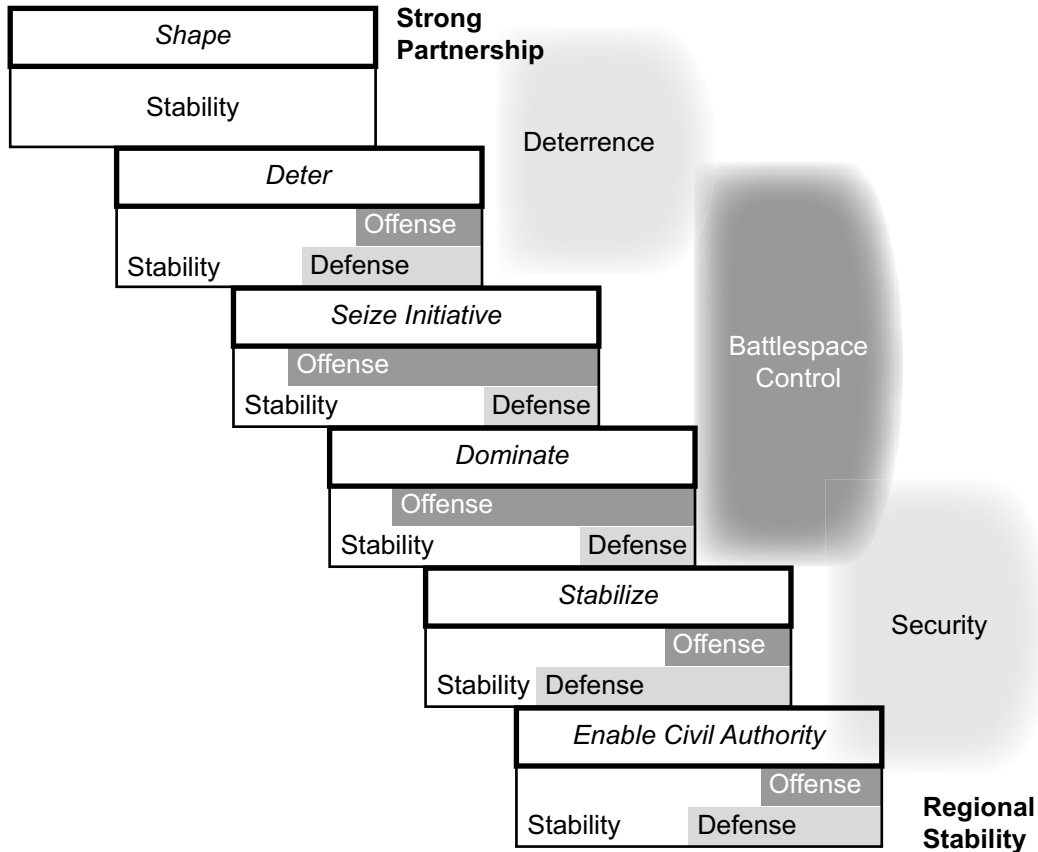 Shape
Strong
Partnership
Stability
Deterrence
Deter
Offense
Stability
Defense
Seize Initiative
Offense
Stability
Defense
Battlespace
Control
Dominate
Offense
Stability
Defense
Stabilize
Offense
Stability
Defense
Security
Enable Civil Authority
Offense
Stability
Defense
Regional
Stability